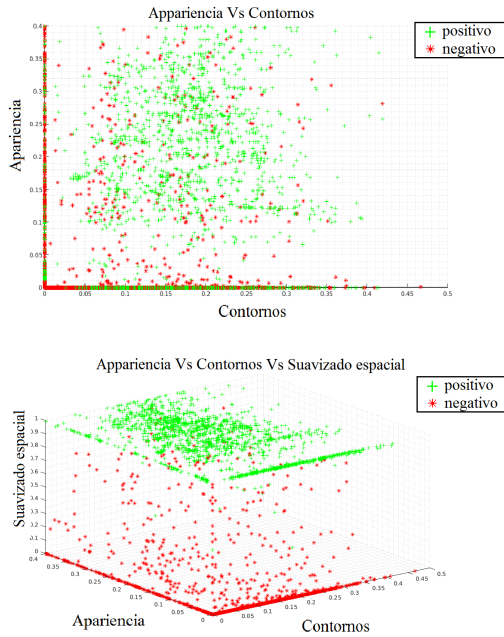 Appariencia Vs Contornos
positivo
negativo
0.4
0.35
0.3
0.25
0.2
0.15
0.1
0.05
0
Apariencia
0 0.05 0.1 0.15 0.2 0.25 0.3 0.35 0.4 0.45 0.5
Contornos
Appariencia Vs Contornos Vs Suavizado espacial
positivo
negativo
1
0.9
0.8
0.7
0.6
0.5
0.4
0.3
0.2
0.1
0
Suavizado espacial
0.4 0.35 0.3 0.25 0.2 0.15 0.1 0.05 0
Apariencia
0 0.05 0.1 0.15 0.2 0.25 0.3 0.35 0.4 0.45 0.5
Contornos